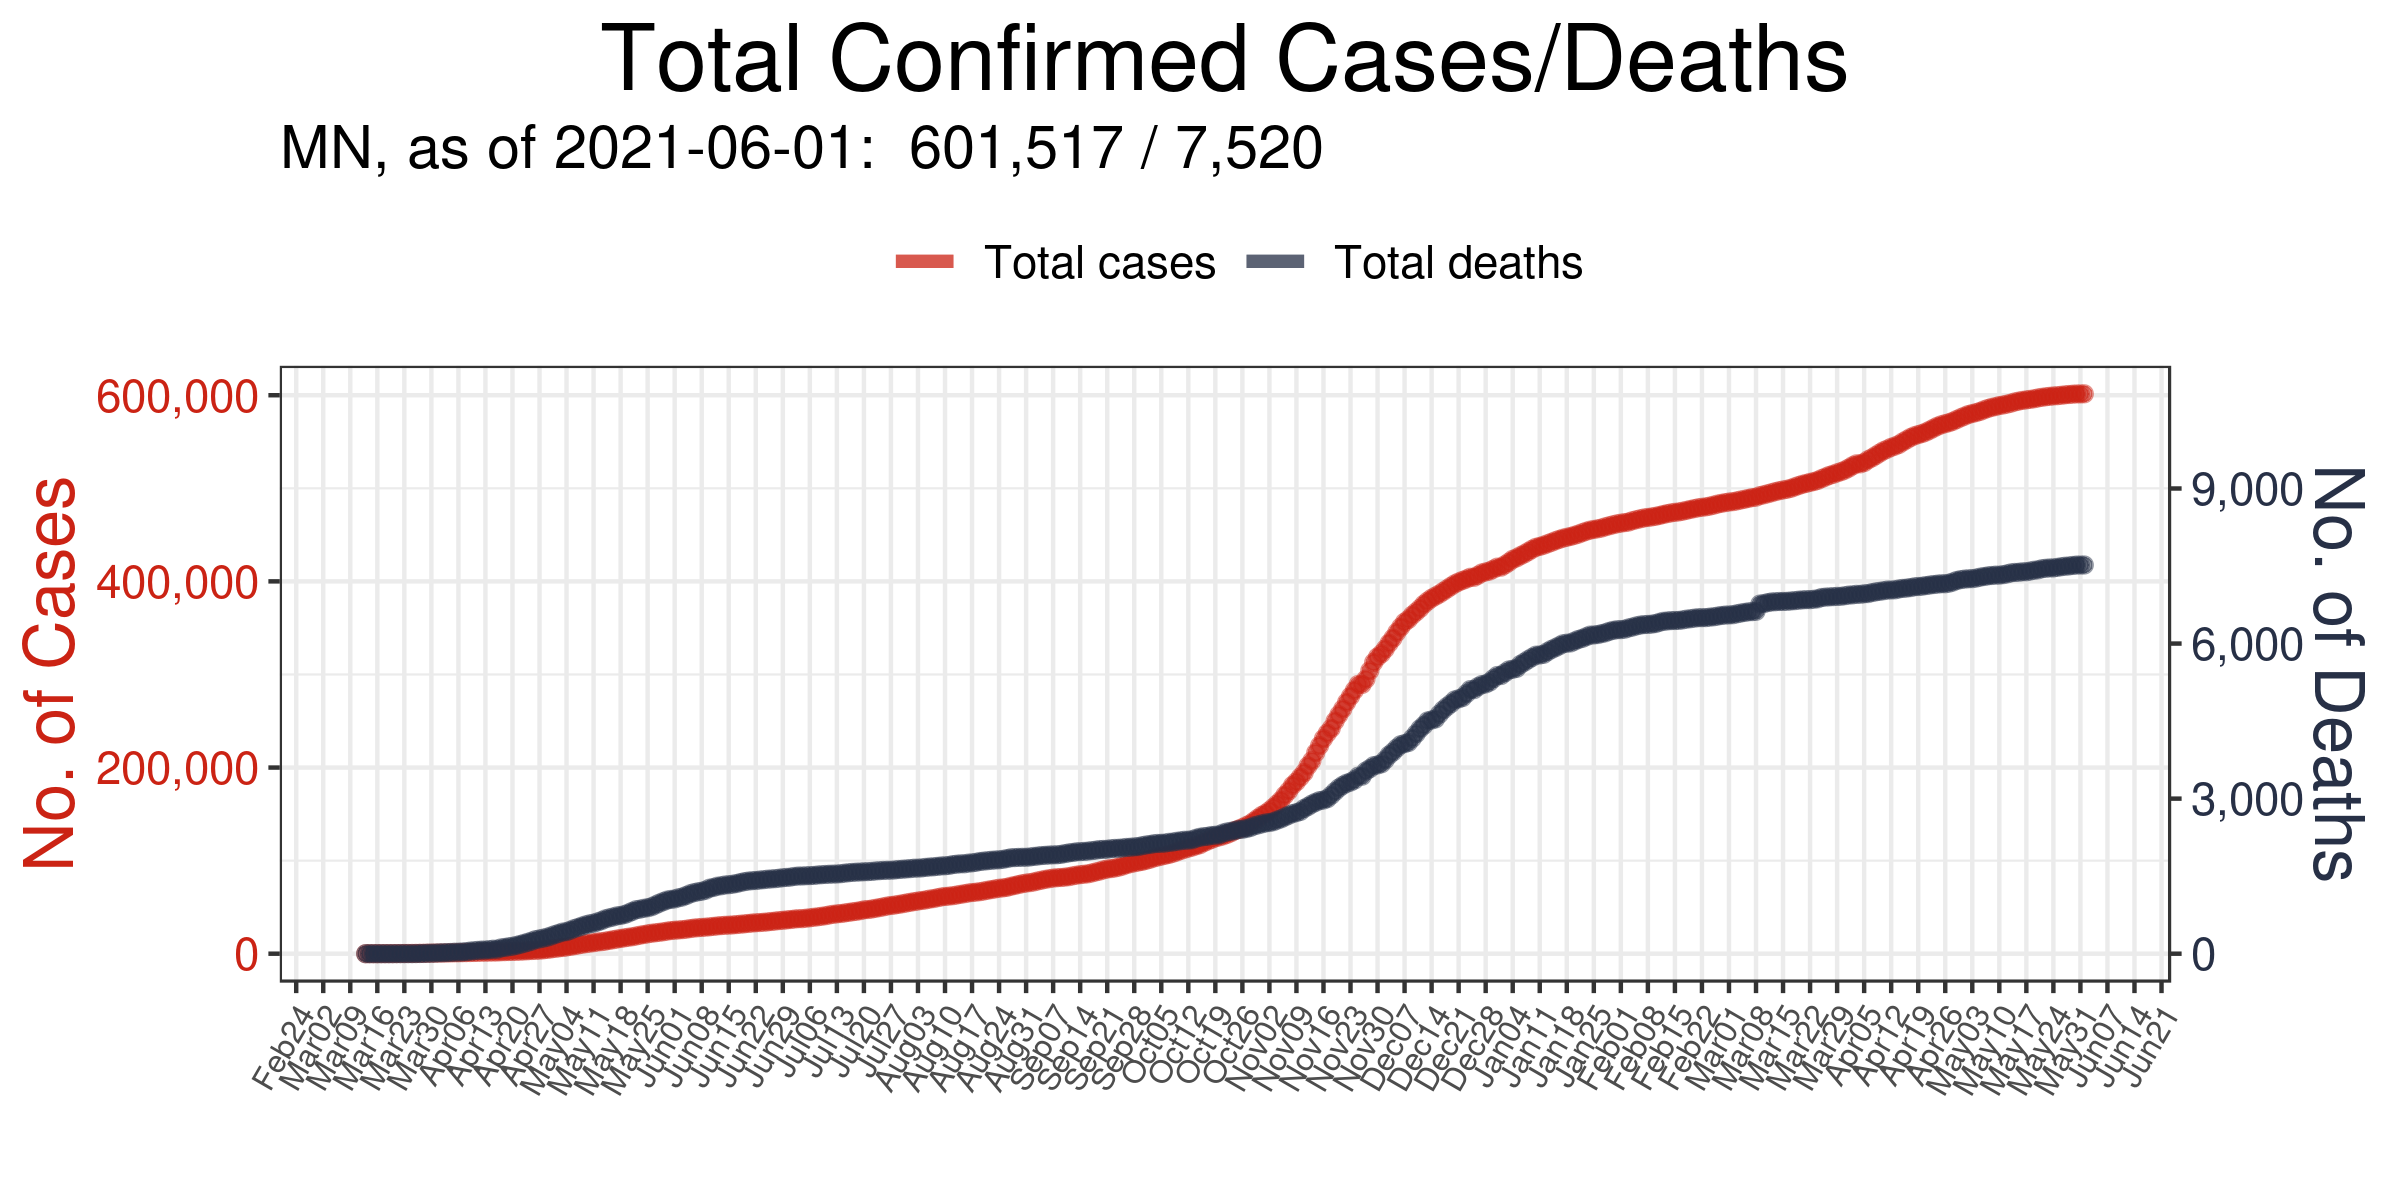 Total Confirmed Cases/Deaths
MN, as of 2021-06-01:  601,517 / 7,520
Total cases
Total deaths
No. of Cases
600,000
400,000
200,000
0
9,000
6,000
3,000
0
No. of Deaths
Feb24
Mar02
Mar09
Mar16
Mar23
Mar30
Apr06
Apr13
Apr20
Apr27
May04
May11
May18
May25
Jun01
Jun08
Jun15
Jun22
Jun29
Jul06
Jul13
Jul20
Jul27
Aug03
Aug10
Aug17
Aug24
Aug31
Sep07
Sep14
Sep21
Sep28
Oct05
Oct12
Oct19
Oct26
Nov02
Nov09
Nov16
Nov23
Nov30
Dec07
Dec14
Dec21
Dec28
Jan04
Jan11
Jan18
Jan25
Feb01
Feb08
Feb15
Feb22
Mar01
Mar08
Mar15
Mar22
Mar29
Apr05
Apr12
Apr19
Apr26
May03
May10
May17
May24
May31
Jun07
Jun14
Jun21